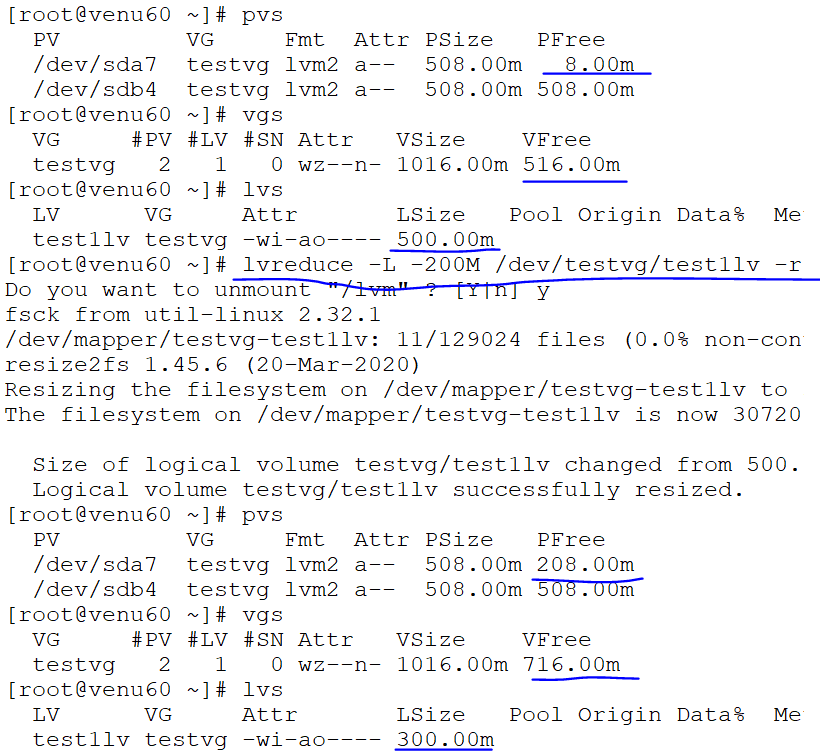 [root@venu60 ~]# pvs
PV VG Fmt Attr PSize PFree
/dev/sda7 testvg lvm2 a-- 508.00m 8.00m
/dev/sdb4 testvg lvm2 a-- 508.00m 508.00m
[root@venu60 ~]# vgs
VG #PV #LV #SN Attr VSize VFree
testvg 2 1 0 wz--n- 1016.00m 516.00m
[root@venu60 ~]# lvs
LV VG Attr LSize Pool Origin Data% Me
test1lv testvg -wi-ao---- 500.00m
[root@venu60 ~]# lvreduce -L -200M /dev/testvg/test1lv -r
Do you want to unmount "/lvm" ? [Y|n] y
fsck from util-linux 2.32.1
/dev/mapper/testvg-test1lv: 11/129024 files (0.0% non-con
resize2fs 1.45.6 (20-Mar-2020)
Resizing the filesystem on /dev/mapper/testvg-test1lv to
The filesystem on /dev/mapper/testvg-test1lv is now 30720
Size of logical volume testvg/test1lv changed from 500.
Logical volume testvg/test1lv successfully resized.
[root@venu60 ~]# pvs
PV VG Fmt Attr PSize PFree
/dev/sda7 testvg lvm2 a-- 508.00m 208.00m
/dev/sdb4 testvg lvm2 a-- 508.00m 508.00m
[root@venu60 ~]# vgs
VG #PV #LV #SN Attr VSize VFree
testvg 2 1 0 wz--n- 1016.00m 716.00m
[root@venu60 ~]# lvs
LV VG Attr LSize Pool Origin Data% Me
test1lv testvg -wi-ao---- 300.00m